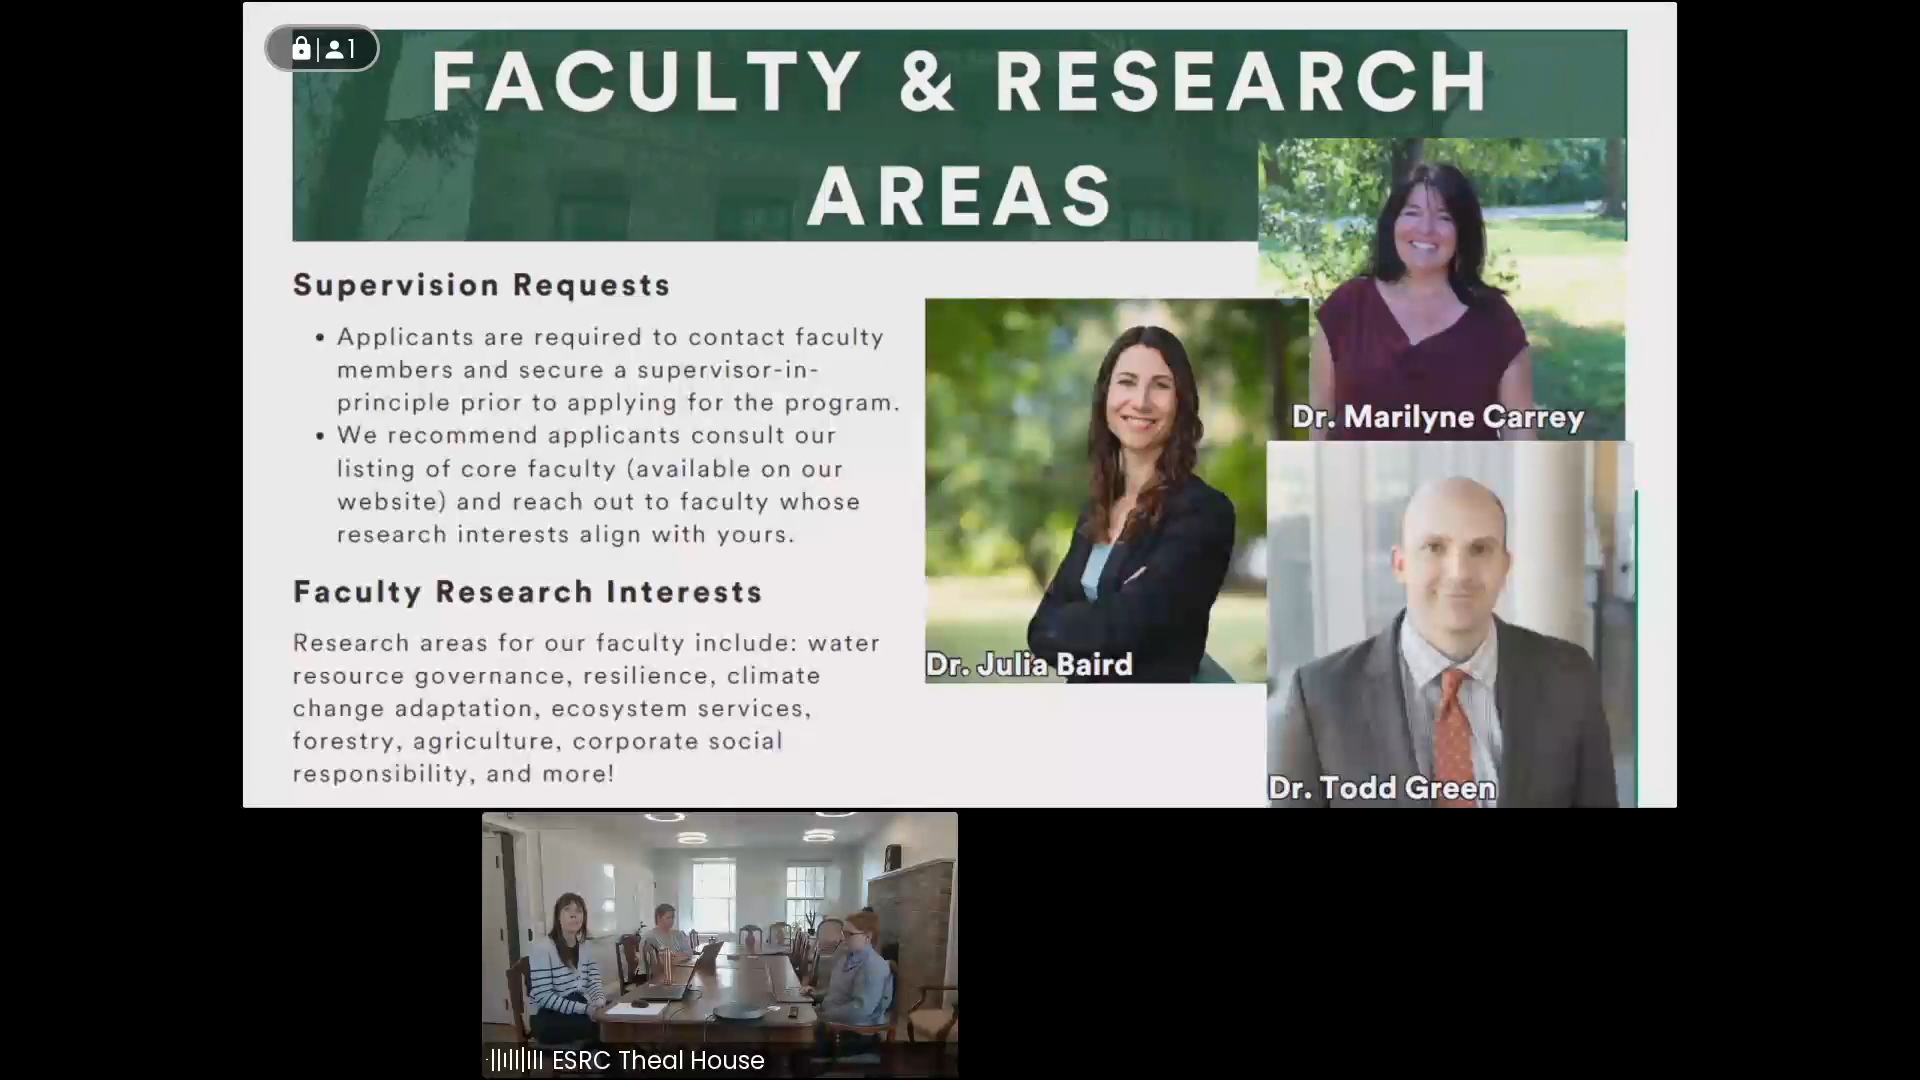 1
FACULTY & RESEARCH
AREAS
Supervision Requests
• Applicants are required to contact faculty
members and secure a supervisor-in-
principle prior to applying for the program.
• We recommend applicants consult our
listing of core faculty (available on our
website) and reach out to faculty whose
research interests align with yours.
Faculty Research Interests
Research areas for our faculty include: water
resource governance, resilience, climate
change adaptation, ecosystem services,
forestry, agriculture, corporate social
responsibility, and more!
Dr. Marilyne Carrey
Dr. Julia Baird
Dr. Todd Green
ESRC Theal House